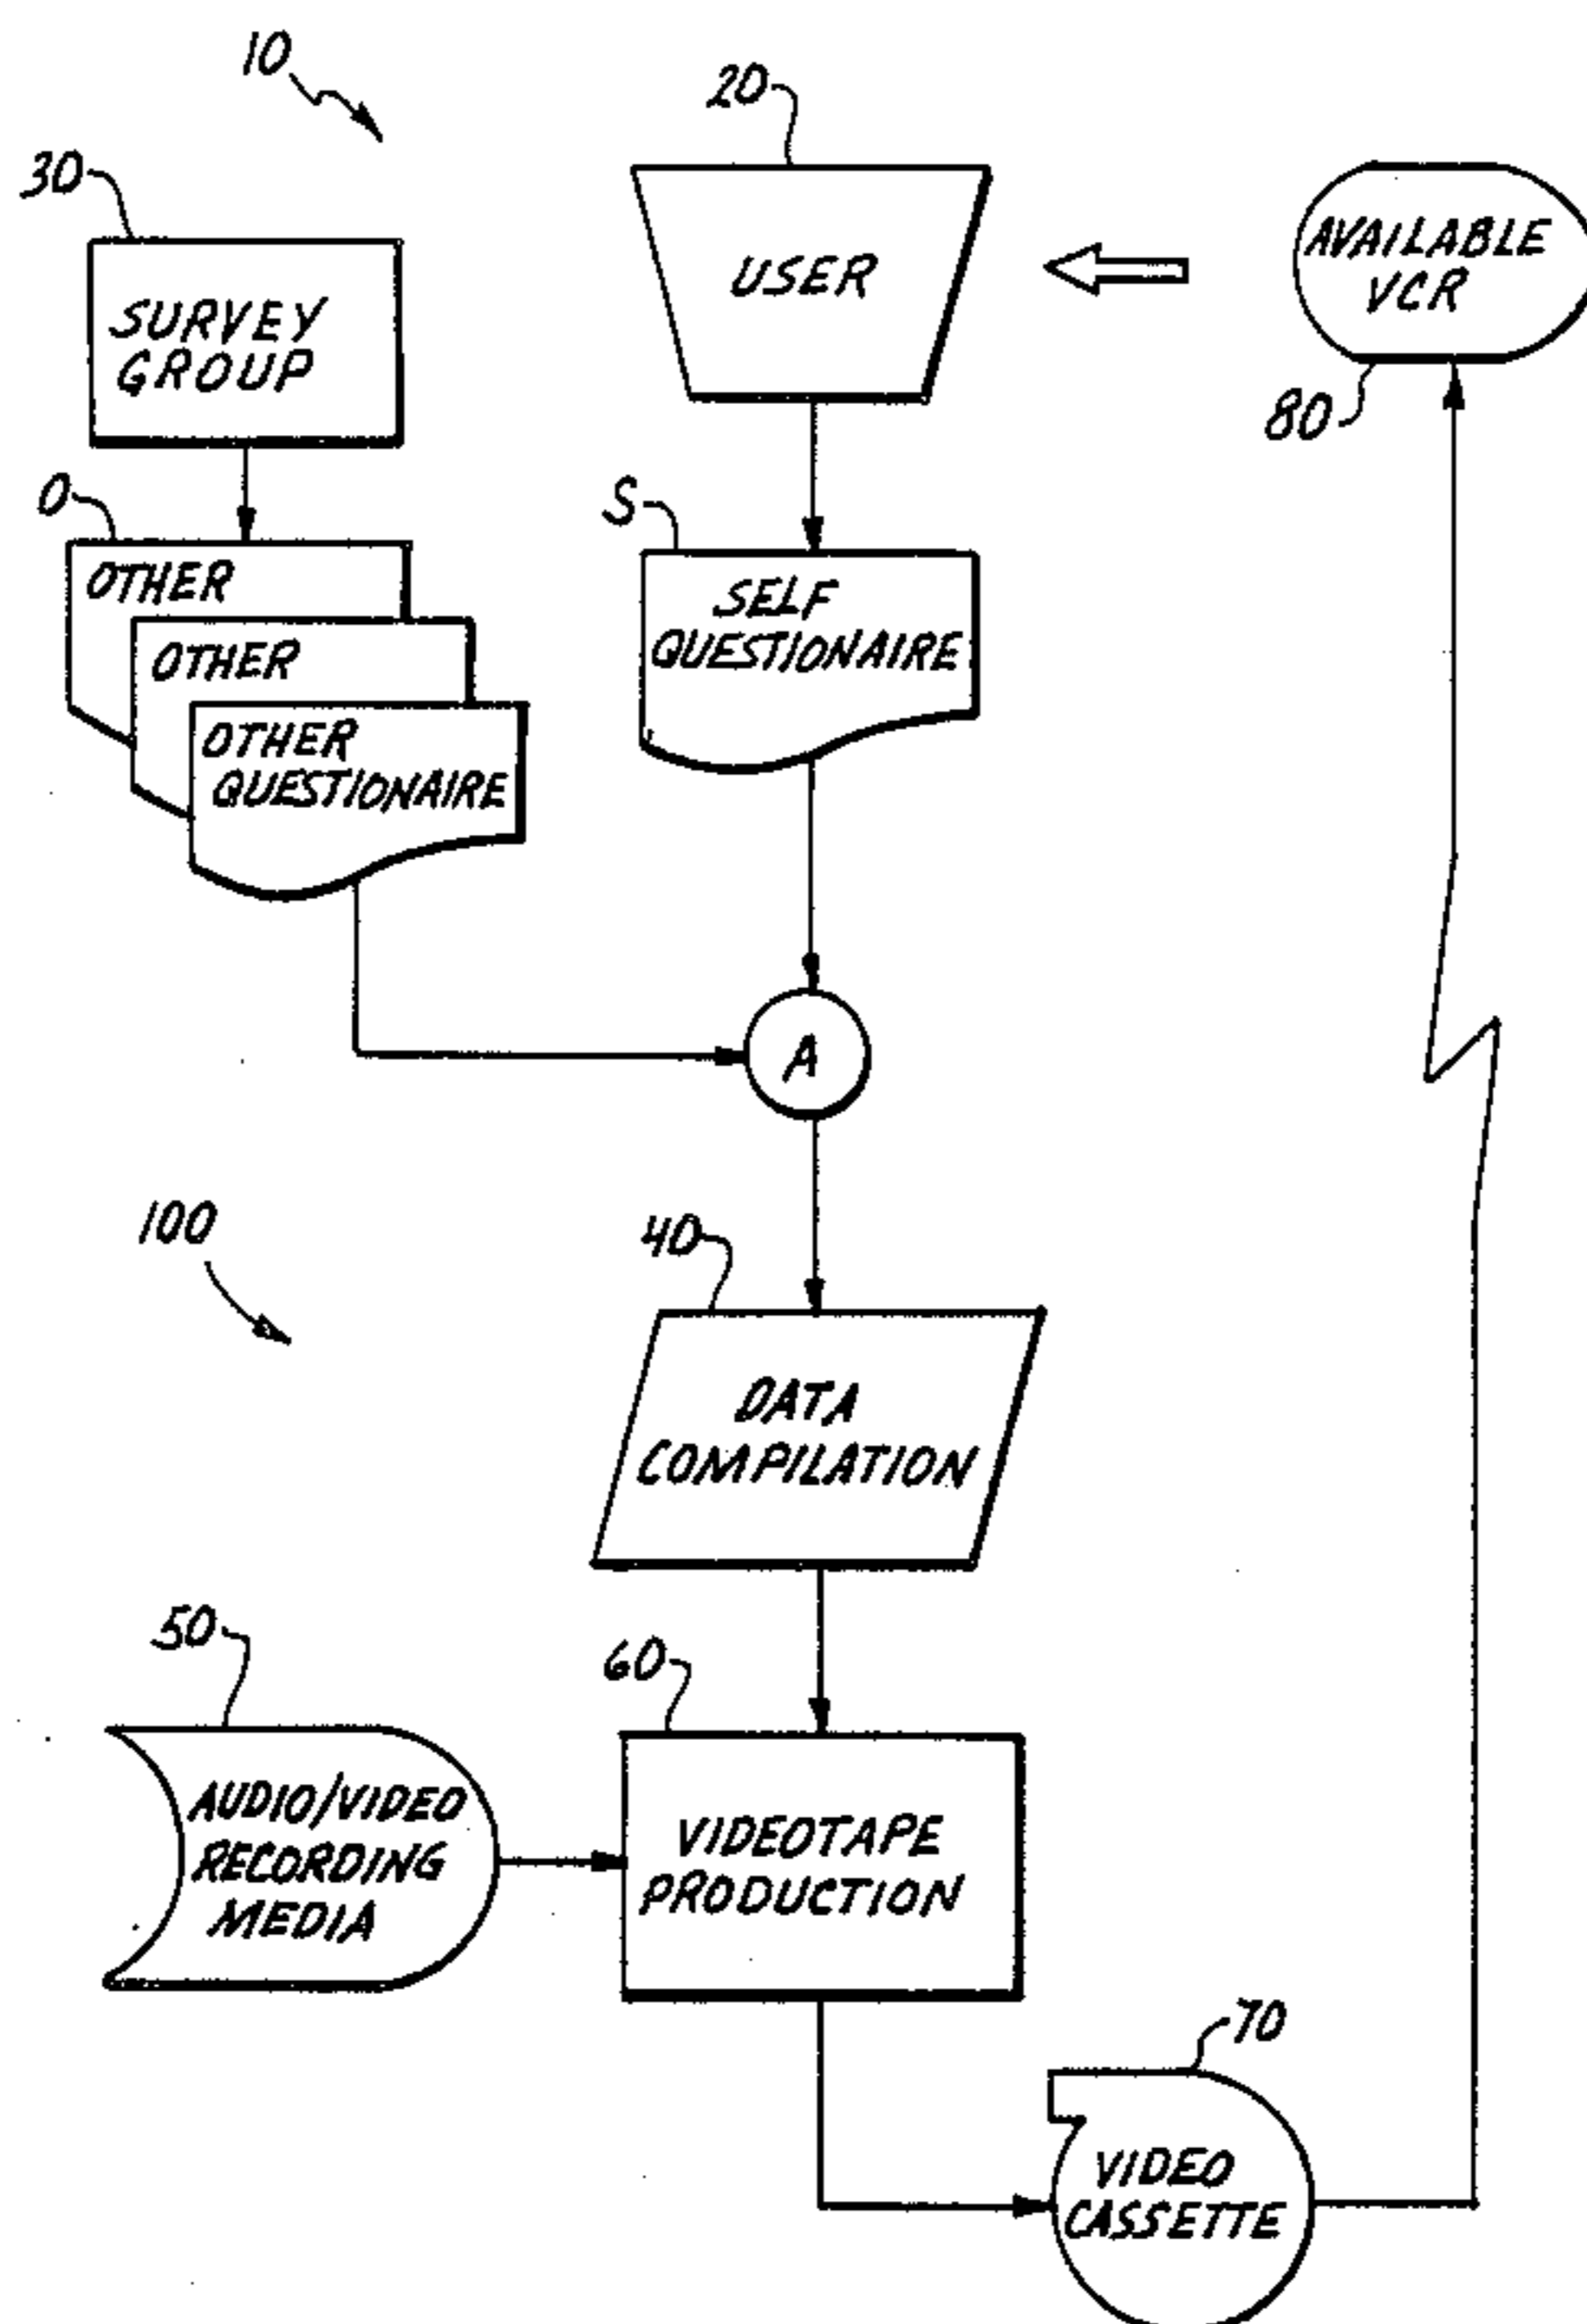 10
20
30
USER
AVAILABLE
VCR
SURVEY
GROUP
80
O
S
OTHER
SELF
QUESTIONAIRE
OTHER
OTHER
QUESTIONAIRE
A
100
40
DATA
COMPILATION
50
60
AUDIO/VIDEO
RECORDING
MEDIA
VIDEOTAPE
PRODUCTION
70
VIDEO
CASSETTE